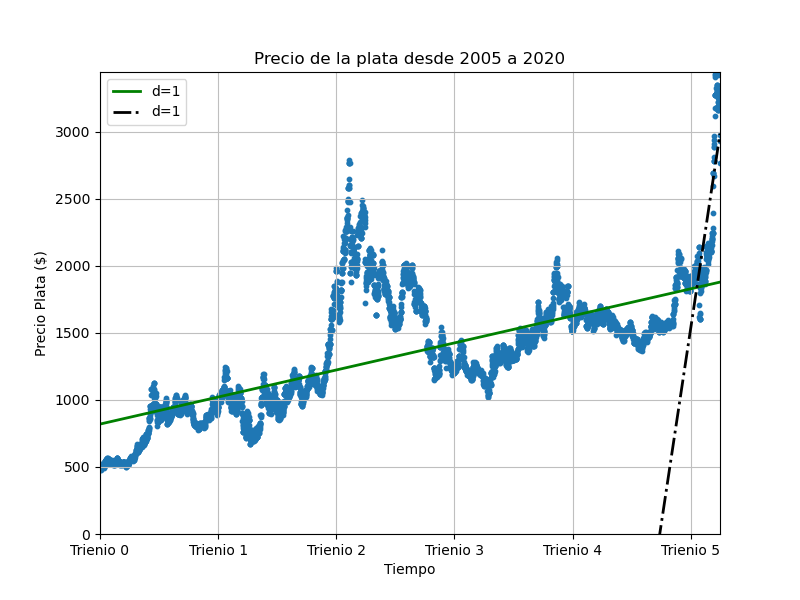 Precio de la plata desde 2005 a 2020
d=1
d=1
3000
2500
2000
1500
1000
500
0
Precio Plata ($)
Trienio 0 Trienio 1 Trienio 2 Trienio 3 Trienio 4 Trienio 5
Tiempo